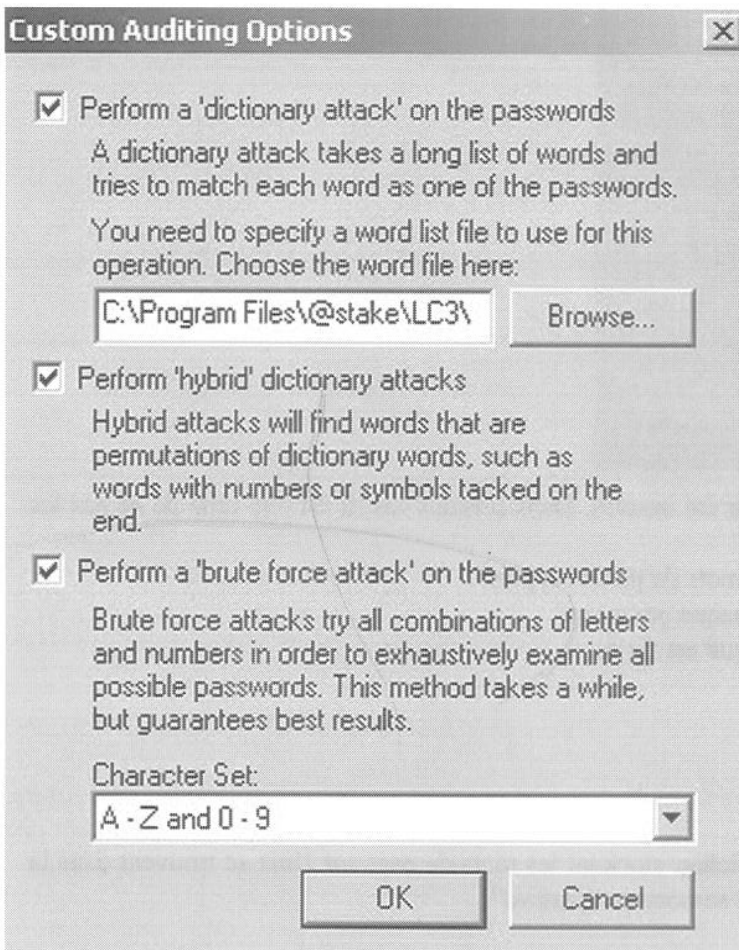 Custom Auditing Options
Perform a 'dictionary attack' on the passwords
A dictionary attack takes a long list of words and
tries to match each word as one of the passwords.
You need to specify a word list file to use for this
operation. Choose the word file here:
C:\Program Files\@stake\LC3\
Browse...
Perform 'hybrid' dictionary attacks
Hybrid attacks will find words that are
permutations of dictionary words, such as
words with numbers or symbols tacked on the
end.
Perform a 'brute force attack' on the passwords
Brute force attacks try all combinations of letters
and numbers in order to exhaustively examine all
possible passwords. This method takes a while,
but guarantees best results.
Character Set:
A - Z and 0 - 9
OK
Cancel